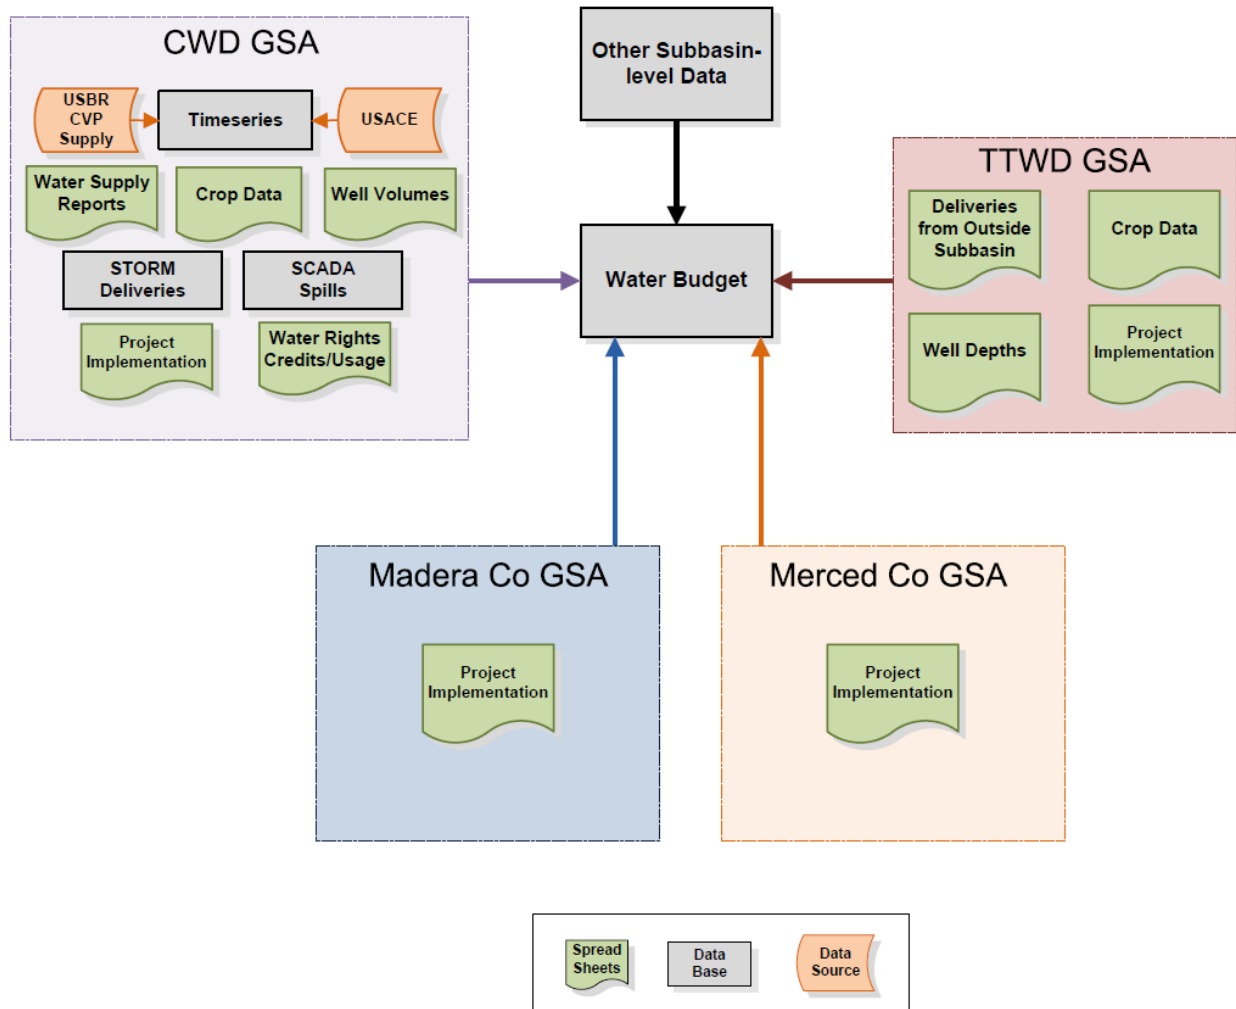 CWD GSA
USBR
CVP
Supply
Timeseries
USACE
Water Supply
Reports
Crop Data
Well Volumes
STORM
Deliveries
SCADA
Spills
Project
Implementation
Water Rights
Credits/Usage
Other Subbasin-
level Data
Water Budget
TTWD GSA
Deliveries
from Outside
Subbasin
Crop Data
Well Depths
Project
Implementation
Madera Co GSA
Project
Implementation
Merced Co GSA
Project
Implementation
Spread
Sheets
Data
Base
Data
Source